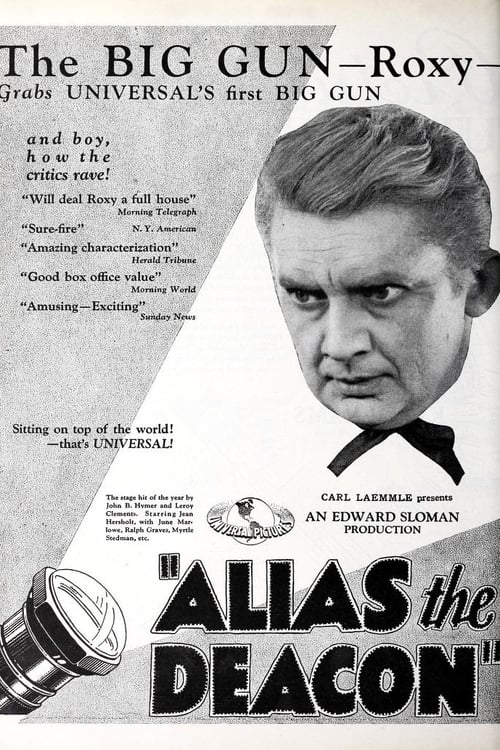 The BIG GUN—Roxy—
Grabs UNIVERSAL'S first BIG GUN
and boy,
how the
critics rave!
“Will deal Roxy a full house”
Morning Telegraph
“Sure-fire” N. Y. American
“Amazing characterization”
Herald Tribune
“Good box office value”
Morning World
“Amusing—Exciting”
Sunday News
Sitting on top of the world!
—that's UNIVERSAL!
The stage hit of the year by
John B. Hymer and Leroy
Clements. Starring Jean
Hersholt, with June Mar-
lowe, Ralph Graves, Myrtle
Stedman, etc.
UNIVERSAL PICTURES
CARL LAEMMLE presents
AN EDWARD SLOMAN
PRODUCTION
"ALIAS the
DEACON"